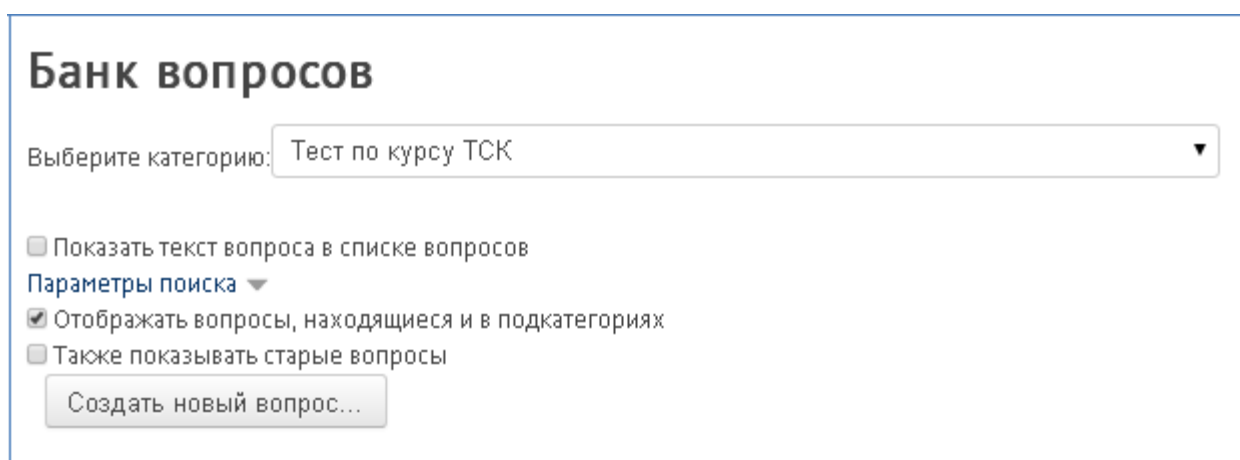 Банк вопросов
Выберите категорию: Тест по курсу ТСК
Показать текст вопроса в списке вопросов
Параметры поиска
Отображать вопросы, находящиеся и в подкатегориях
Также показывать старые вопросы
Создать новый вопрос...